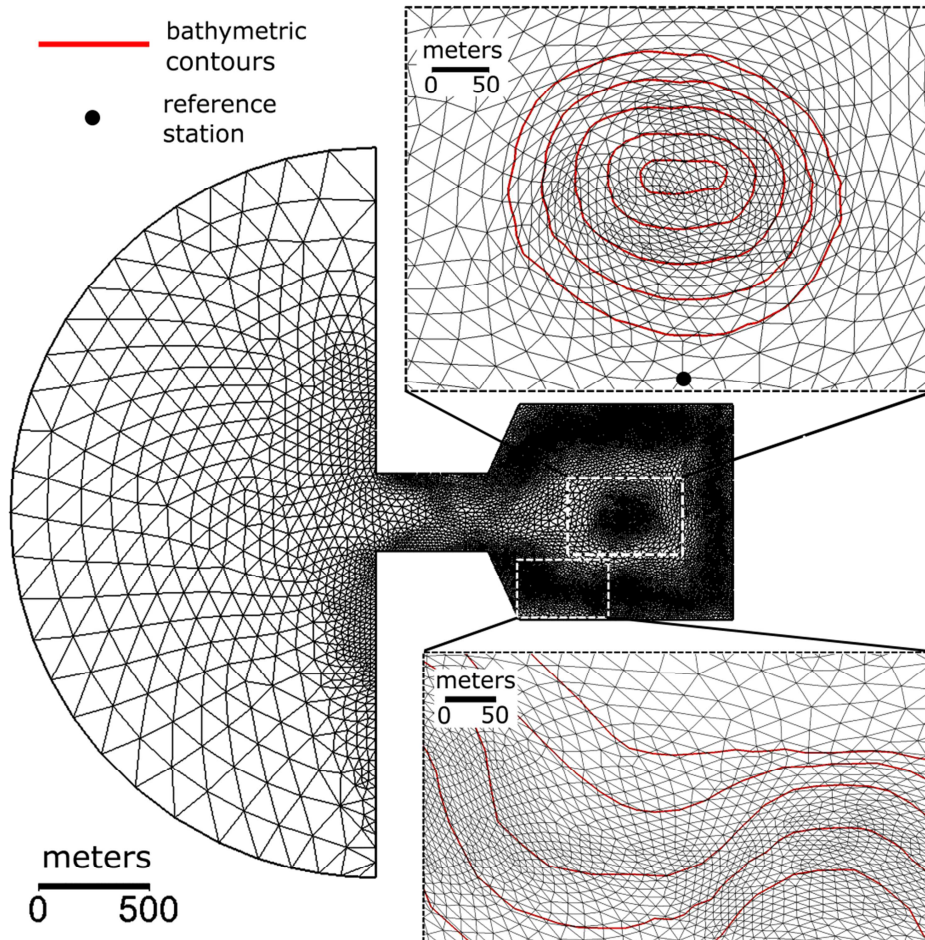 bathymetric
contours
reference
station
meters
0 50
meters
0 50
meters
0 500